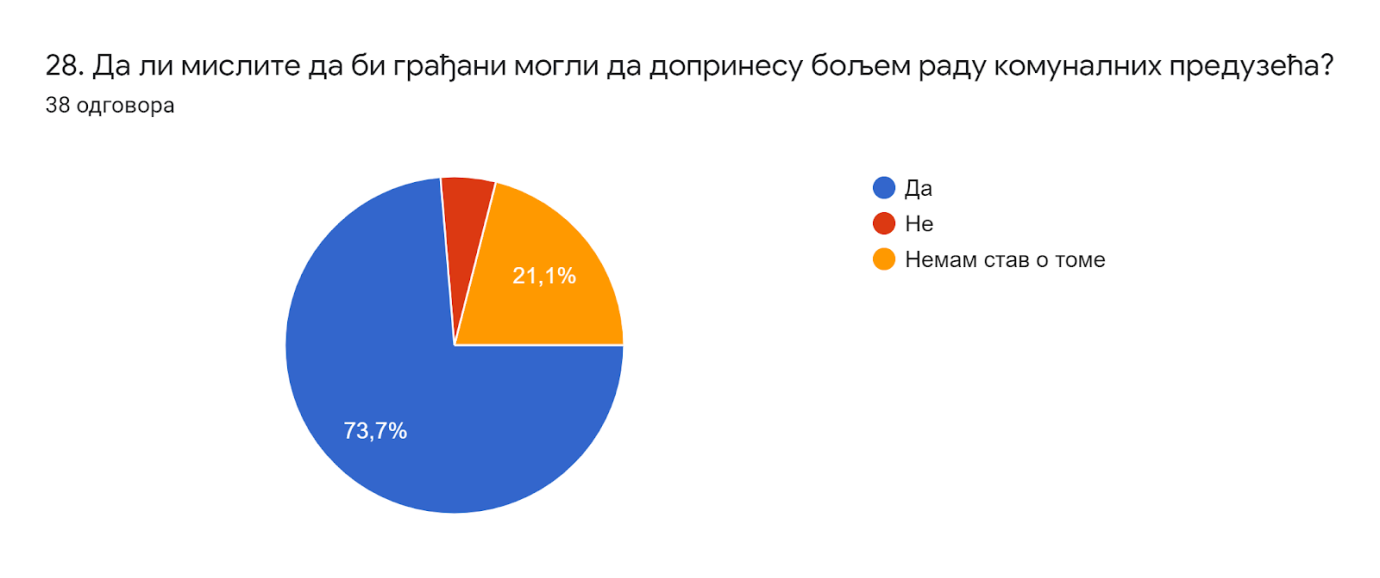 28. Да ли мислите да би грађани могли да допринесу бољем раду комуналних предузећа?
38 одговора
Да
Не
Немам став о томе
21,1%
73,7%